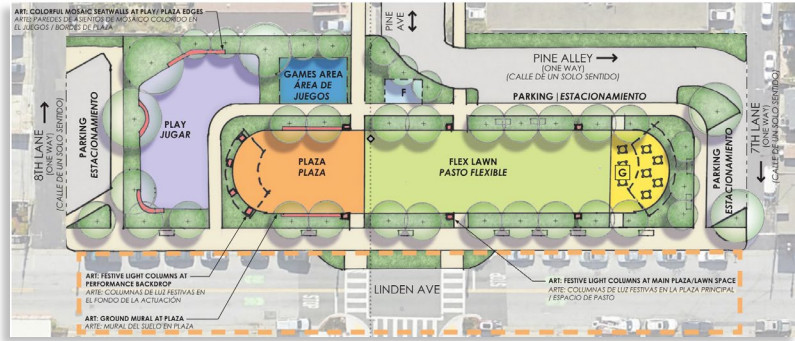 ART: COLORFUL MOSAIC SEATWALLS AT PLAY/ PLAZA EDGES
ARTE: PAREDES DE ASIENTOS DE MOSAICO COLORIDO EN
EL JUEGOS / BORDES DE PLAZA
PINE
AVE
PINE ALLEY
(ONE WAY)
(CALLE DE UN SOLO SENTIDO)
GAMES AREA
ÁREA DE
JUEGOS
F
PARKING | ESTACIONAMIENTO
8TH LANE
(ONE WAY)
(CALLE DE UN SOLO SENTIDO)
PARKING
ESTACIONAMIENTO
PLAY
JUGAR
PLAZA
PLAZA
FLEX LAWN
PASTO FLEXIBLE
G
PARKING
ESTACIONAMIENTO
7TH LANE
(ONE WAY)
(CALLE DE UN SOLO SENTIDO)
ART: FESTIVE LIGHT COLUMNS AT
PERFORMANCE BACKDROP
ARTE: COLUMNAS DE LUZ FESTIVAS EN
EL FONDO DE LA ACTUACIÓN
ART: GROUND MURAL AT PLAZA
ARTE: MURAL DEL SUELO EN PLAZA
BUS
LINDEN AVE
STOP
ART: FESTIVE LIGHT COLUMNS AT MAIN PLAZA/LAWN SPACE
ARTE: COLUMNAS DE LUZ FESTIVAS EN LA PLAZA PRINCIPAL
/ ESPACIO DE PASTO